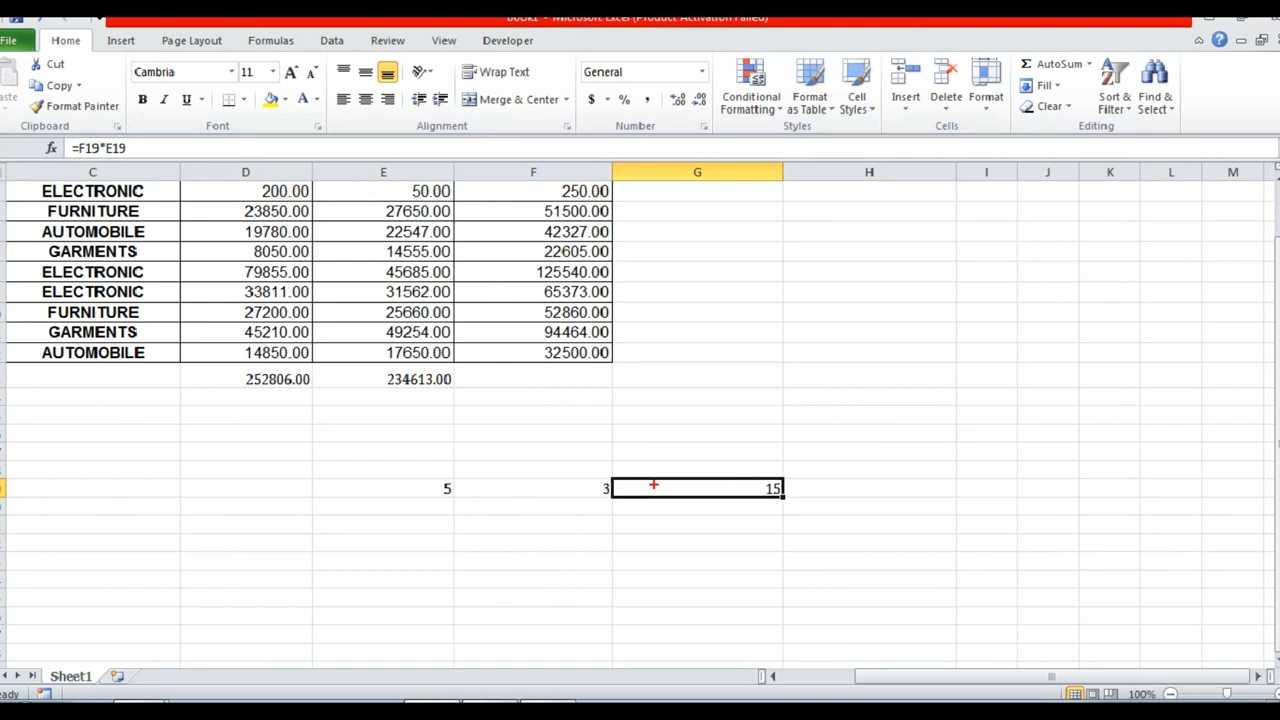 Book1 - Microsoft Excel (Product Activation Failed)
File Home Insert Page Layout Formulas Data Review View Developer
Cut
Copy
Format Painter
Clipboard
Cambria 11
B I U
Font
Wrap Text
Merge & Center
Alignment
General
$ % ,
Number
Conditional Formatting
Format as Table
Cell Styles
Styles
Insert Delete Format
Cells
AutoSum
Fill
Clear
Sort & Filter
Find & Select
Editing
fx =F19*E19
C D E F G H I J K L M
ELECTRONIC 200.00 50.00 250.00
FURNITURE 23850.00 27650.00 51500.00
AUTOMOBILE 19780.00 22547.00 42327.00
GARMENTS 8050.00 14555.00 22605.00
ELECTRONIC 79855.00 45685.00 125540.00
ELECTRONIC 33811.00 31562.00 65373.00
FURNITURE 27200.00 25660.00 52860.00
GARMENTS 45210.00 49254.00 94464.00
AUTOMOBILE 14850.00 17650.00 32500.00
252806.00 234613.00
5 3 15
Sheet1
100%